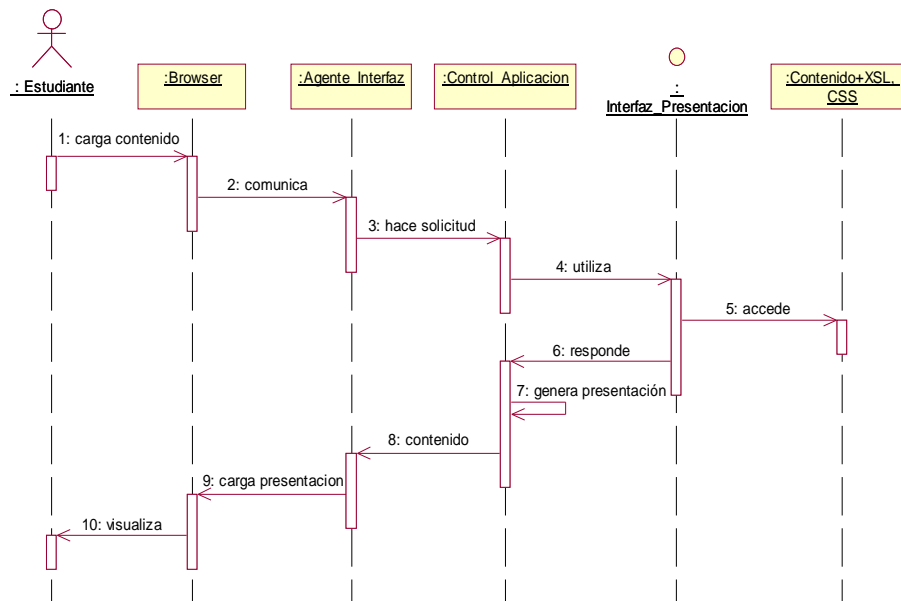 : Estudiante
:Browser
:Agente_Interfaz
:Control_Aplicacion
:
Interfaz_Presentacion
:Contenido+XSL,
CSS
1: carga contenido
2: comunica
3: hace solicitud
4: utiliza
5: accede
6: responde
7: genera presentación
8: contenido
9: carga presentacion
10: visualiza